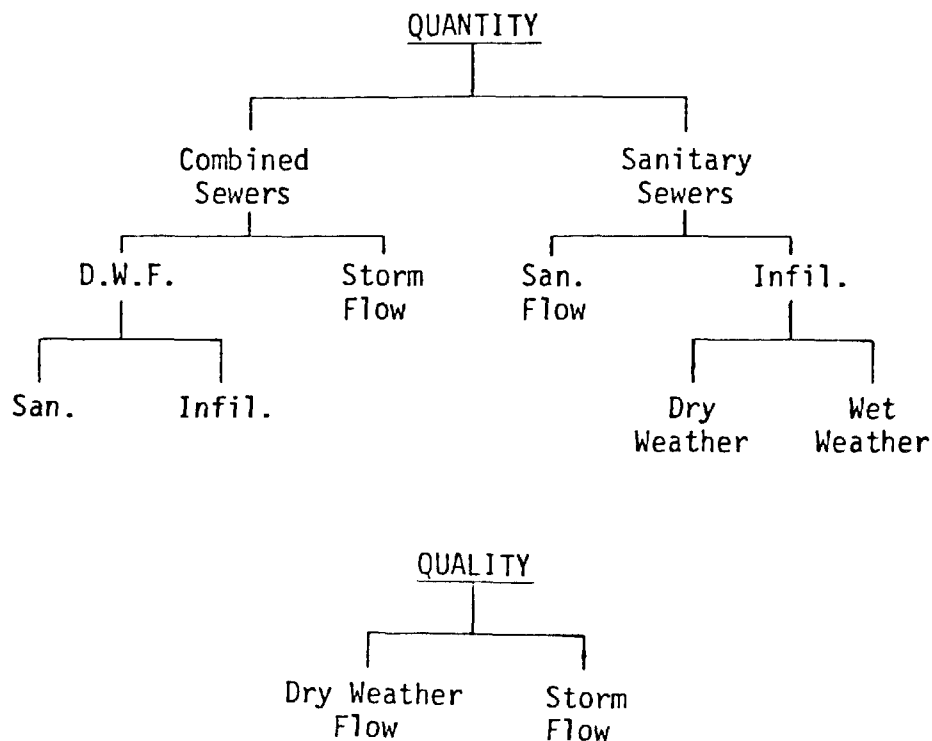 QUANTITY
Combined
Sewers
Sanitary
Sewers
D.W.F.
Storm
Flow
San.
Flow
Infil.
San.
Infil.
Dry
Weather
Wet
Weather
QUALITY
Dry Weather
Flow
Storm
Flow